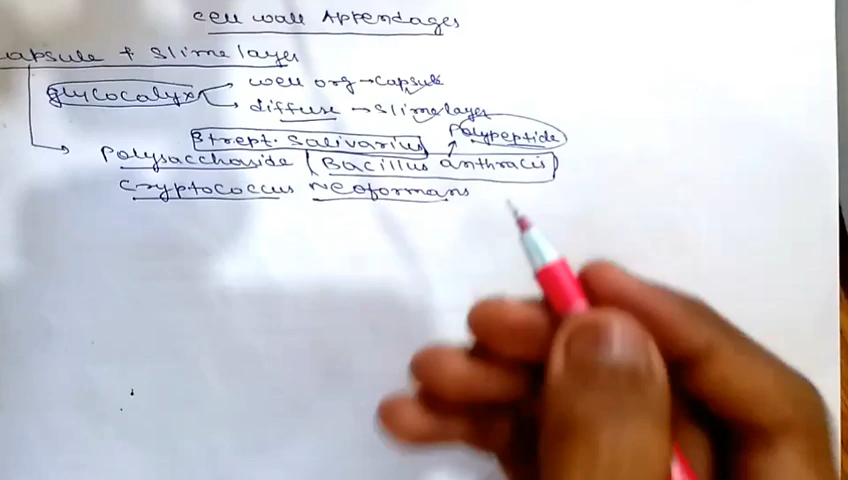 Cell wall Appendages
apsule + Slime layer
glycocalyx
well org → capsule
diffuse → slime layer
Strept. salivarius
polypeptide
polysacchaside (Bacillus anthracis)
Cryptococcus Neoformans